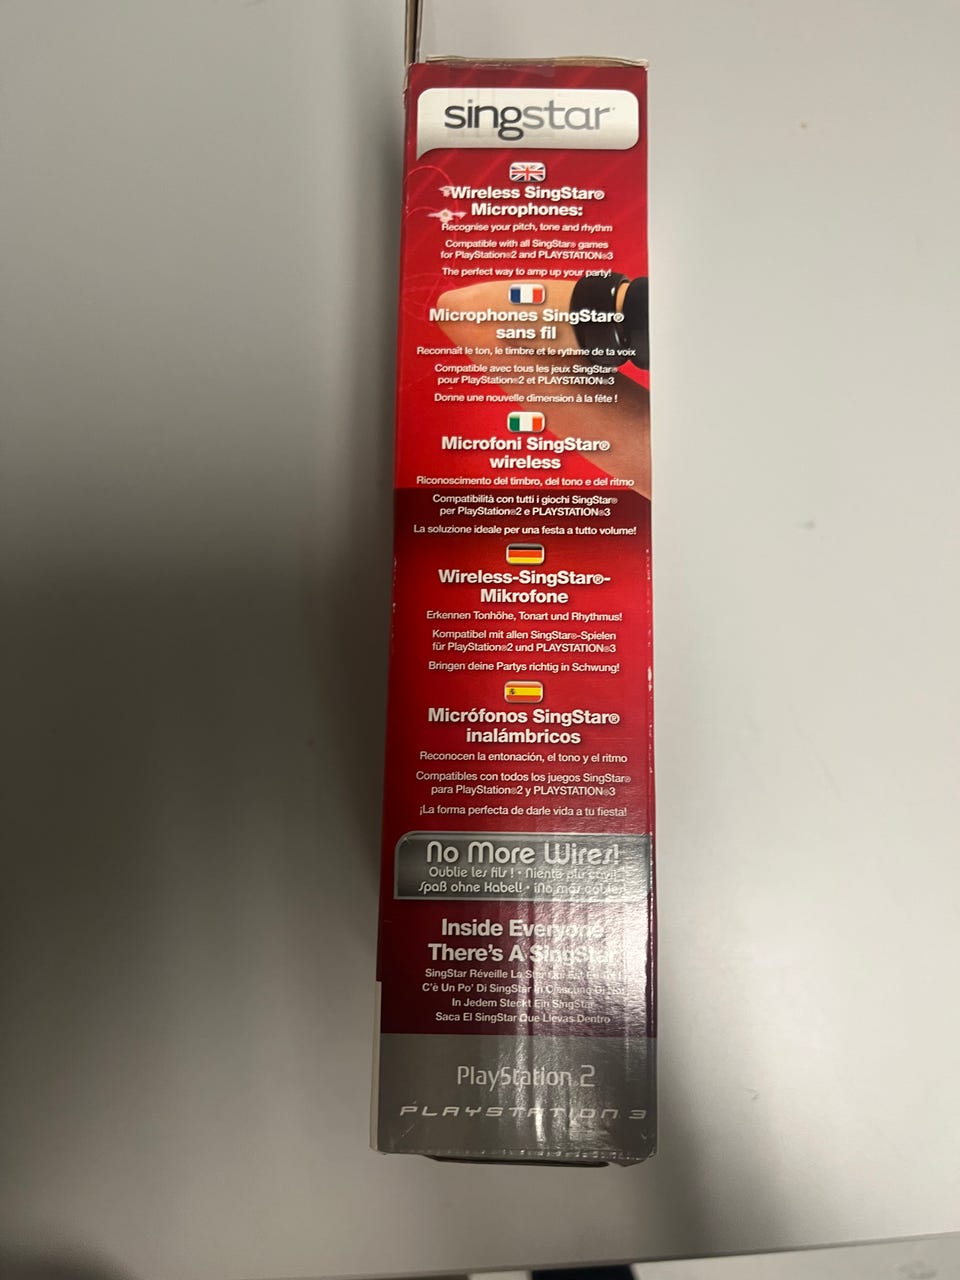 singstar
Wireless SingStar®
Microphones:
Recognise your pitch, tone and rhythm
Compatible with all SingStar® games
for PlayStation®2 and PLAYSTATION®3
The perfect way to amp up your party!
Microphones SingStar®
sans fil
Reconnaît le ton, le timbre et le rythme de ta voix
Compatible avec tous les jeux SingStar®
pour PlayStation®2 et PLAYSTATION®3
Donne une nouvelle dimension à la fête !
Microfoni SingStar®
wireless
Riconoscimento del timbro, del tono e del ritmo
Compatibilità con tutti i giochi SingStar®
per PlayStation®2 e PLAYSTATION®3
La soluzione ideale per una festa a tutto volume!
Wireless-SingStar®-
Mikrofone
Erkennen Tonhöhe, Tonart und Rhythmus!
Kompatibel mit allen SingStar®-Spielen
für PlayStation®2 und PLAYSTATION®3
Bringen deine Partys richtig in Schwung!
Micrófonos SingStar®
inalámbricos
Reconocen la entonación, el tono y el ritmo
Compatibles con todos los juegos SingStar®
para PlayStation®2 y PLAYSTATION®3
¡La forma perfecta de darle vida a tu fiesta!
No More Wires!
Oublie les fils ! • Niente più cavi!
Spaß ohne Kabel! • ¡No más cables!
Inside Everyone
There's A SingStar
SingStar Réveille La Star
C'è Un Po' Di SingStar In Ciascuno Di
In Jedem Steckt Ein SingStar
Saca El SingStar Que Llevas Dentro
PlayStation 2
PLAYSTATION 3